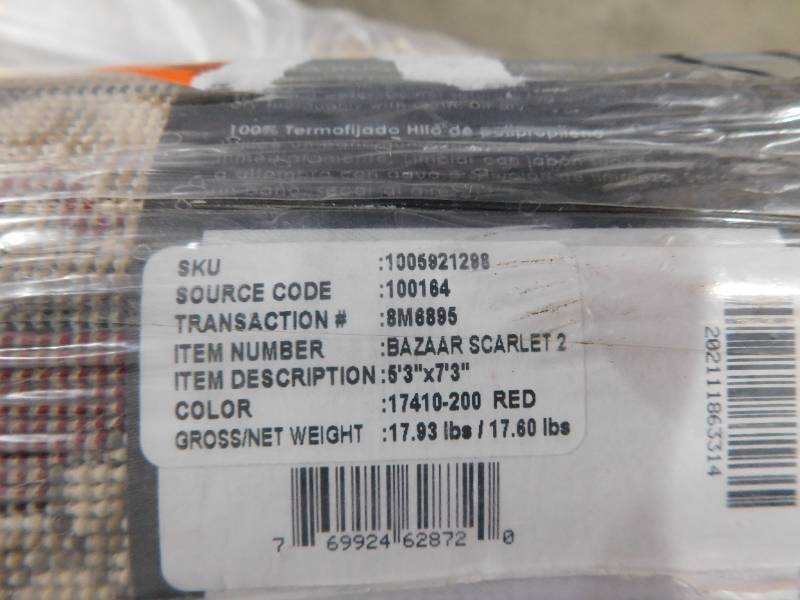 100% Termofijado Hilo de polipropileno
SKU :1005921298
SOURCE CODE :100164
TRANSACTION # :8M6895
ITEM NUMBER :BAZAAR SCARLET 2
ITEM DESCRIPTION :5'3"x7'3"
COLOR :17410-200 RED
GROSS/NET WEIGHT :17.93 lbs / 17.60 lbs
7 69924 62872 0
202111863314